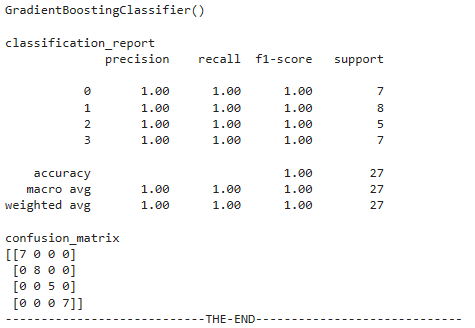 GradientBoostingClassifier()
classification_report
precision recall f1-score support
0 1.00 1.00 1.00 7
1 1.00 1.00 1.00 8
2 1.00 1.00 1.00 5
3 1.00 1.00 1.00 7
accuracy 1.00 27
macro avg 1.00 1.00 1.00 27
weighted avg 1.00 1.00 1.00 27
confusion_matrix
[[7 0 0 0]
[0 8 0 0]
[0 0 5 0]
[0 0 0 7]]
----------------------------THE-END-----------------------------